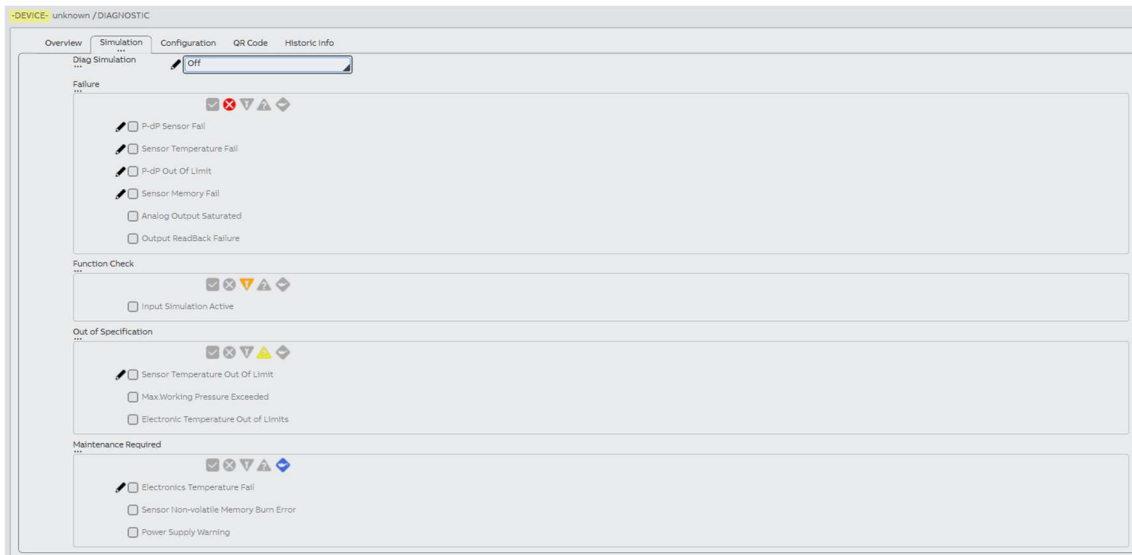 -DEVICE- unknown / DIAGNOSTIC
Overview Simulation Configuration QR Code Historic Info
Diag Simulation Off
Failure
P-dP Sensor Fail
Sensor Temperature Fail
P-dP Out Of Limit
Sensor Memory Fail
Analog Output Saturated
Output ReadBack Failure
Function Check
Input Simulation Active
Out of Specification
Sensor Temperature Out Of Limit
Max.Working Pressure Exceeded
Electronic Temperature Out of Limits
Maintenance Required
Electronics Temperature Fail
Sensor Non-volatile Memory Burn Error
Power Supply Warning